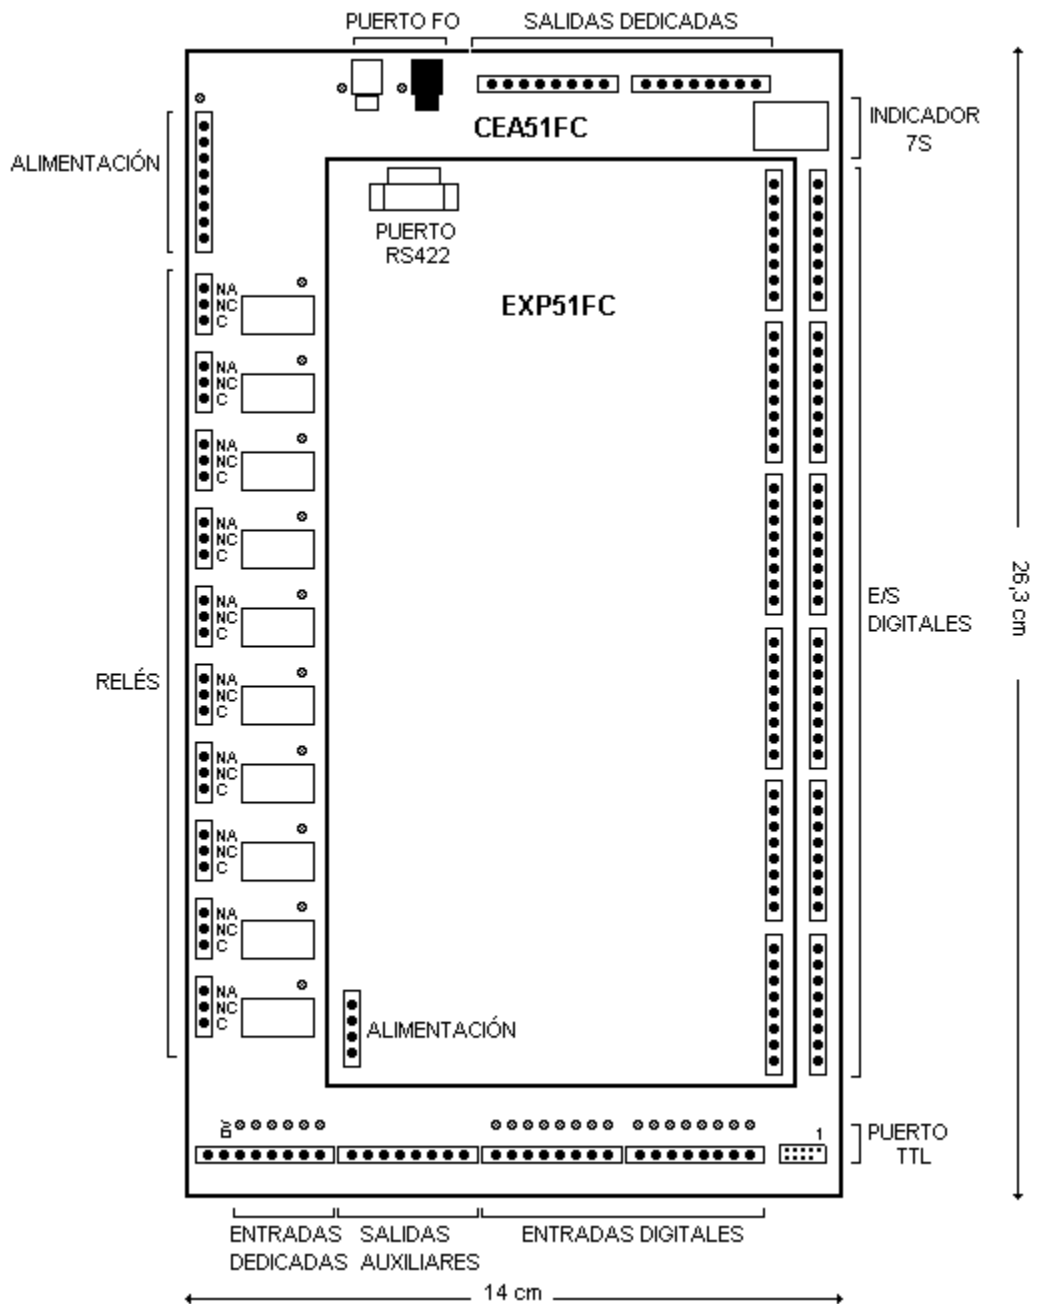 PUERTO FO
SALIDAS DEDICADAS
CEA51FC
INDICADOR
7S
ALIMENTACIÓN
PUERTO
RS422
EXP51FC
NA
NC
C
NA
NC
C
NA
NC
C
NA
NC
C
NA
NC
C
NA
NC
C
NA
NC
C
NA
NC
C
NA
NC
C
NA
NC
C
RELÉS
E/S
DIGITALES
26,3 cm
ALIMENTACIÓN
1
PUERTO
TTL
ENTRADAS
DEDICADAS
SALIDAS
AUXILIARES
ENTRADAS DIGITALES
14 cm